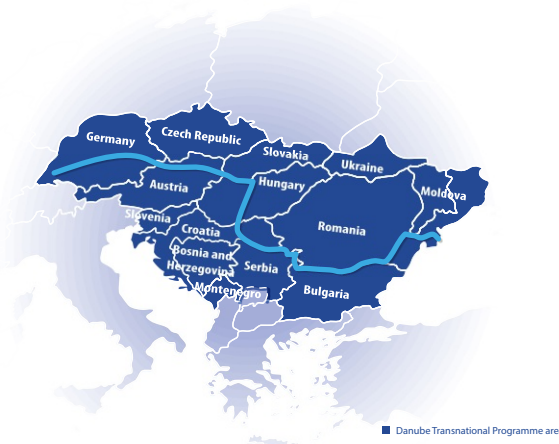 Germany
Czech Republic
Slovakia
Ukraine
Austria
Hungary
Moldova
Slovenia
Croatia
Romania
Bosnia and
Herzegovina
Serbia
Montenegro
Bulgaria
Danube Transnational Programme are